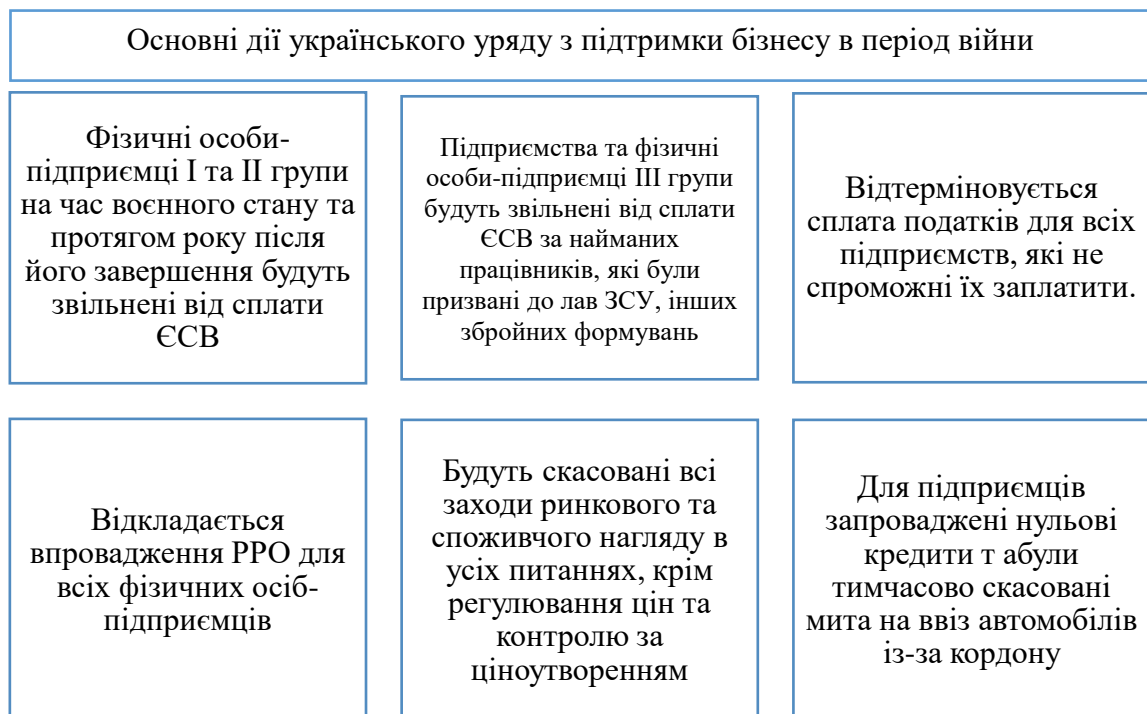 Основні дії українського уряду з підтримки бізнесу в період війни
Фізичні особи-
підприємці І та ІІ групи
на час воєнного стану та
протягом року після
його завершення будуть
звільнені від сплати
ЄСВ
Підприємства та фізичні
особи-підприємці ІІІ групи
будуть звільнені від сплати
ЄСВ за найманих
працівників, які були
призвані до лав ЗСУ, інших
збройних формувань
Відтерміновується
сплата податків для всіх
підприємств, які не
спроможні їх заплатити.
Відкладається
впровадження РРО для
всіх фізичних осіб-
підприємців
Будуть скасовані всі
заходи ринкового та
споживчого нагляду в
усіх питаннях, крім
регулювання цін та
контролю за
ціноутворенням
Для підприємців
запроваджені нульові
кредити т абули
тимчасово скасовані
мита на ввіз автомобілів
із-за кордону